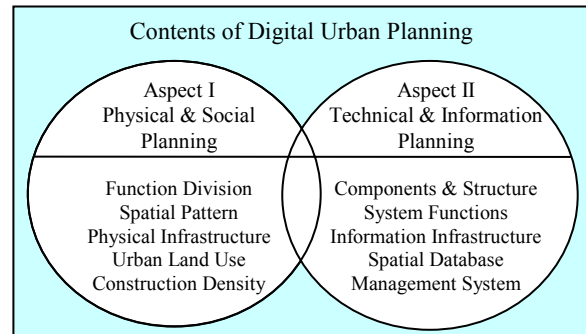 Contents of Digital Urban Planning
Aspect I
Physical & Social
Planning
Function Division
Spatial Pattern
Physical Infrastructure
Urban Land Use
Construction Density
Aspect II
Technical & Information
Planning
Components & Structure
System Functions
Information Infrastructure
Spatial Database
Management System